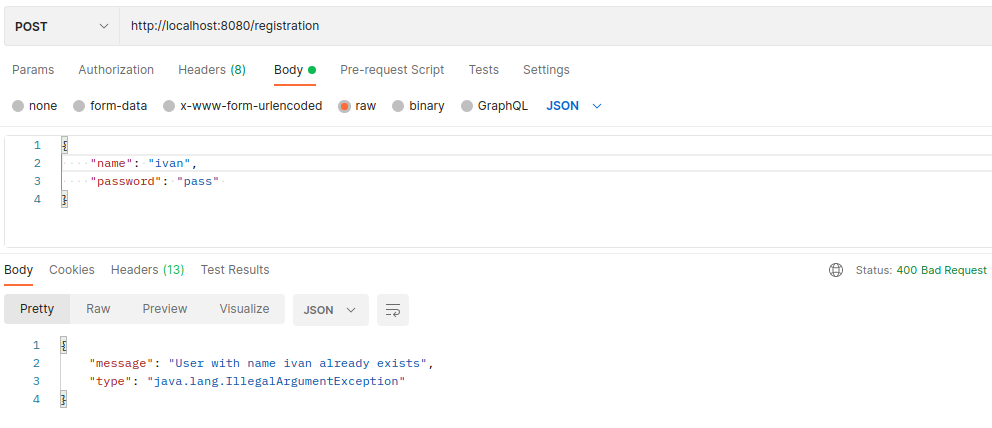 POST http://localhost:8080/registration
Params Authorization Headers (8) Body Pre-request Script Tests Settings
none form-data x-www-form-urlencoded raw binary GraphQL JSON
1 {
2 "name": "ivan",
3 "password": "pass"
4 }
Body Cookies Headers (13) Test Results Status: 400 Bad Request
Pretty Raw Preview Visualize JSON
1 {
2 "message": "User with name ivan already exists",
3 "type": "java.lang.IllegalArgumentException"
4 }